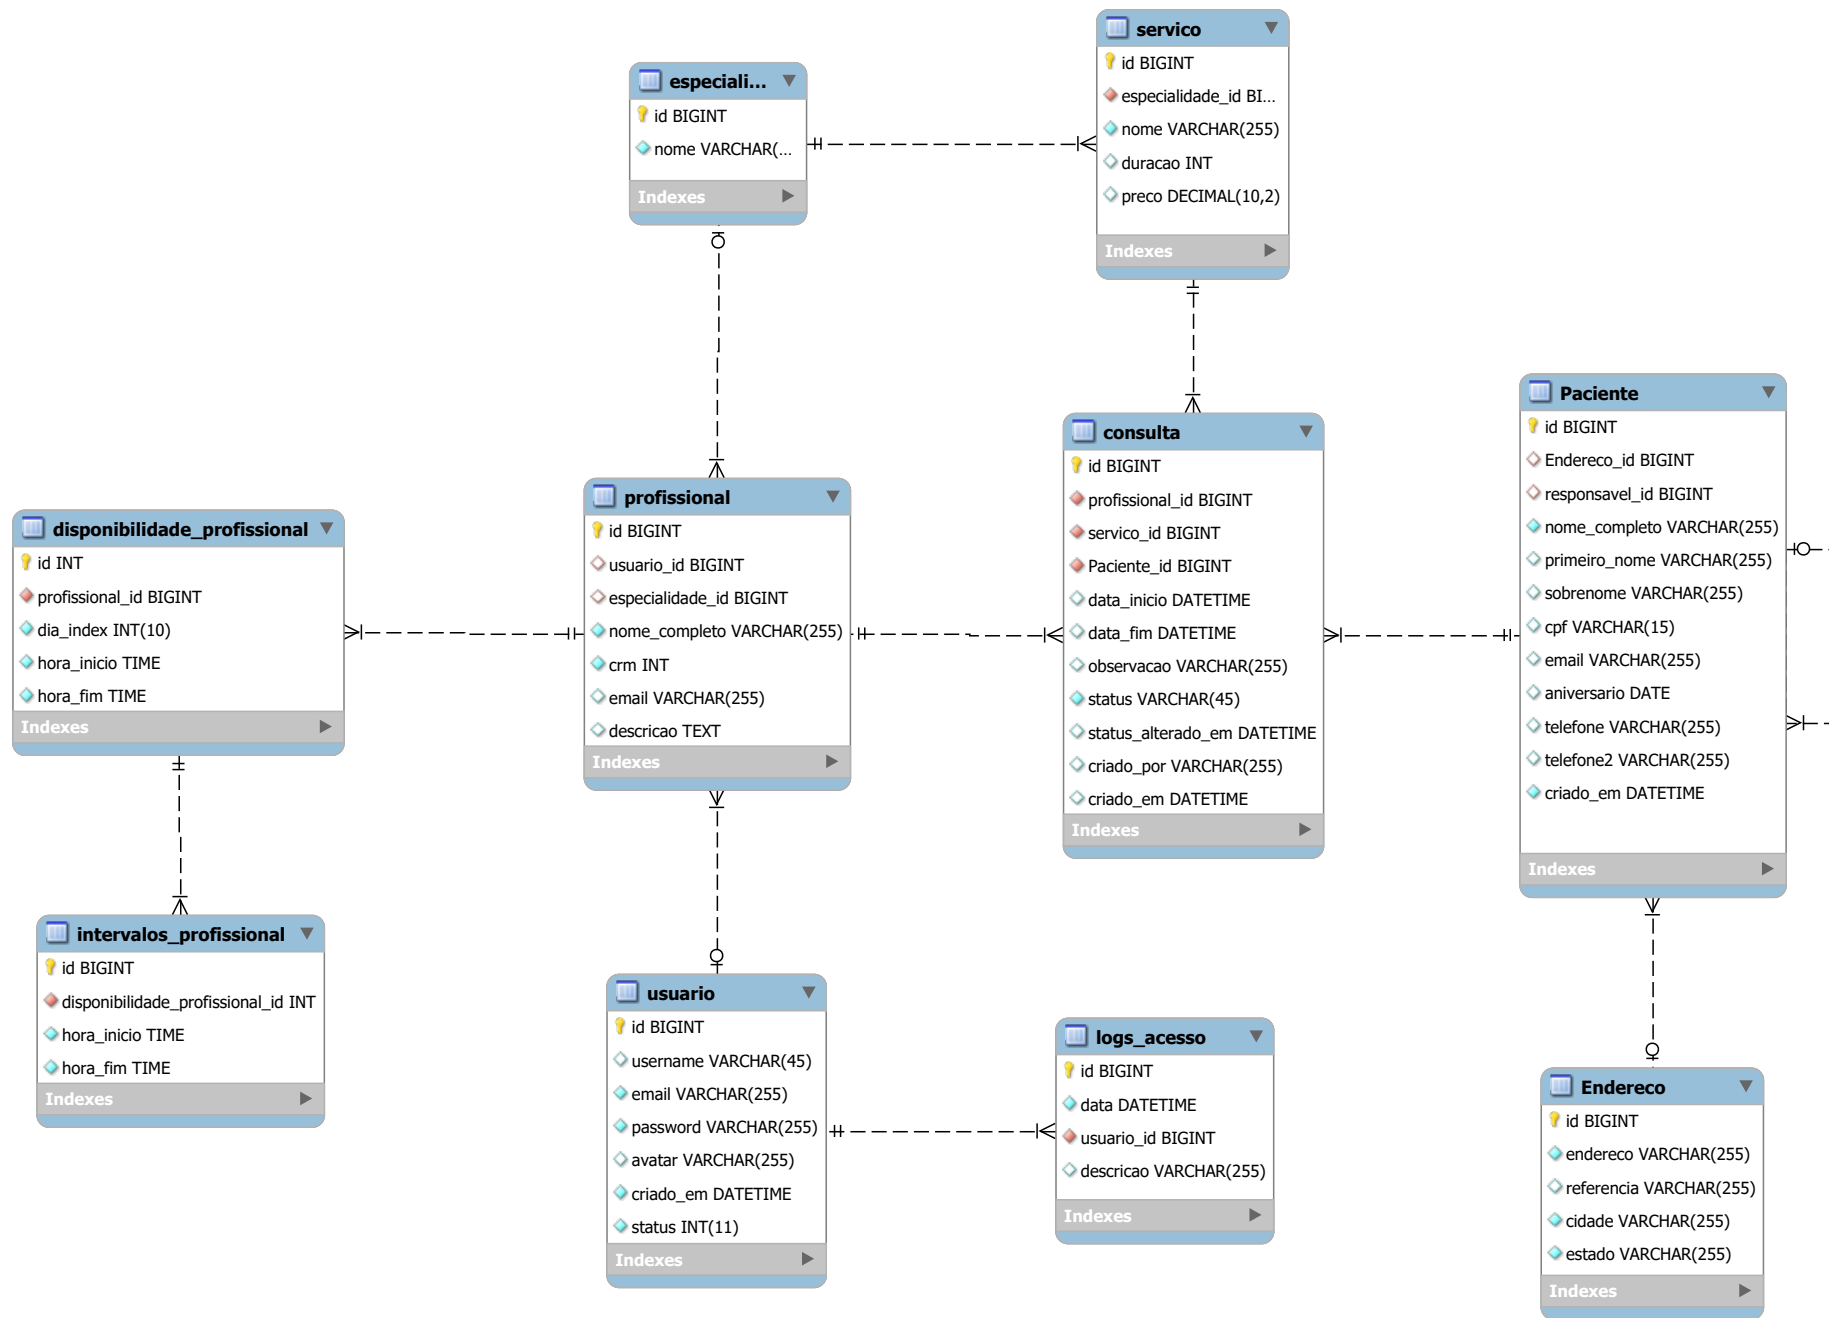 servico
id BIGINT
especialidade_id BI...
nome VARCHAR(255)
duracao INT
preco DECIMAL(10,2)
Indexes
especiali...
id BIGINT
nome VARCHAR(...
Indexes
Paciente
id BIGINT
Endereco_id BIGINT
responsavel_id BIGINT
nome_completo VARCHAR(255)
primeiro_nome VARCHAR(255)
sobrenome VARCHAR(255)
cpf VARCHAR(15)
email VARCHAR(255)
aniversario DATE
telefone VARCHAR(255)
telefone2 VARCHAR(255)
criado_em DATETIME
Indexes
consulta
id BIGINT
profissional_id BIGINT
servico_id BIGINT
Paciente_id BIGINT
data_inicio DATETIME
data_fim DATETIME
observacao VARCHAR(255)
status VARCHAR(45)
status_alterado_em DATETIME
criado_por VARCHAR(255)
criado_em DATETIME
Indexes
profissional
id BIGINT
usuario_id BIGINT
especialidade_id BIGINT
nome_completo VARCHAR(255)
crm INT
email VARCHAR(255)
descricao TEXT
Indexes
disponibilidade_profissional
id INT
profissional_id BIGINT
dia_index INT(10)
hora_inicio TIME
hora_fim TIME
Indexes
intervalos_profissional
id BIGINT
disponibilidade_profissional_id INT
hora_inicio TIME
hora_fim TIME
Indexes
usuario
id BIGINT
username VARCHAR(45)
email VARCHAR(255)
password VARCHAR(255)
avatar VARCHAR(255)
criado_em DATETIME
status INT(11)
Indexes
logs_acesso
id BIGINT
data DATETIME
usuario_id BIGINT
descricao VARCHAR(255)
Indexes
Endereco
id BIGINT
endereco VARCHAR(255)
referencia VARCHAR(255)
cidade VARCHAR(255)
estado VARCHAR(255)
Indexes